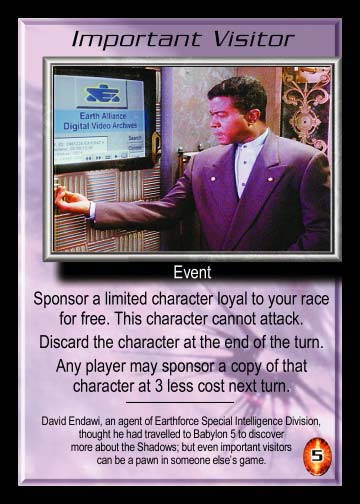 Important Visitor
Earth Alliance
Digital Video Archives
Search
Event
Sponsor a limited character loyal to your race
for free. This character cannot attack.
Discard the character at the end of the turn.
Any player may sponsor a copy of that
character at 3 less cost next turn.
David Endawi, an agent of Earthforce Special Intelligence Division,
thought he had travelled to Babylon 5 to discover
more about the Shadows; but even important visitors
can be a pawn in someone else's game.
5